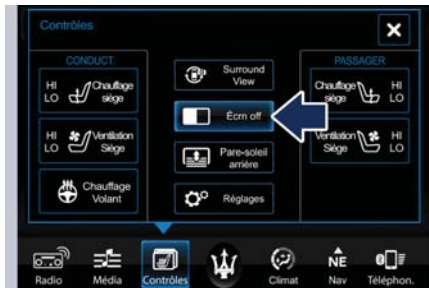 Contrôles
CONDUCT.
PASSAGER
HI
LO
Chauffage
siège
Surround
View
Chauffage
siège
HI
LO
Écrn off
HI
LO
Ventilation
Siège
Ventilation
Siège
HI
LO
Pare-soleil
arrière
Chauffage
Volant
Réglages
Radio
Média
Contrôles
Climat
NE
Nav
Téléphon.